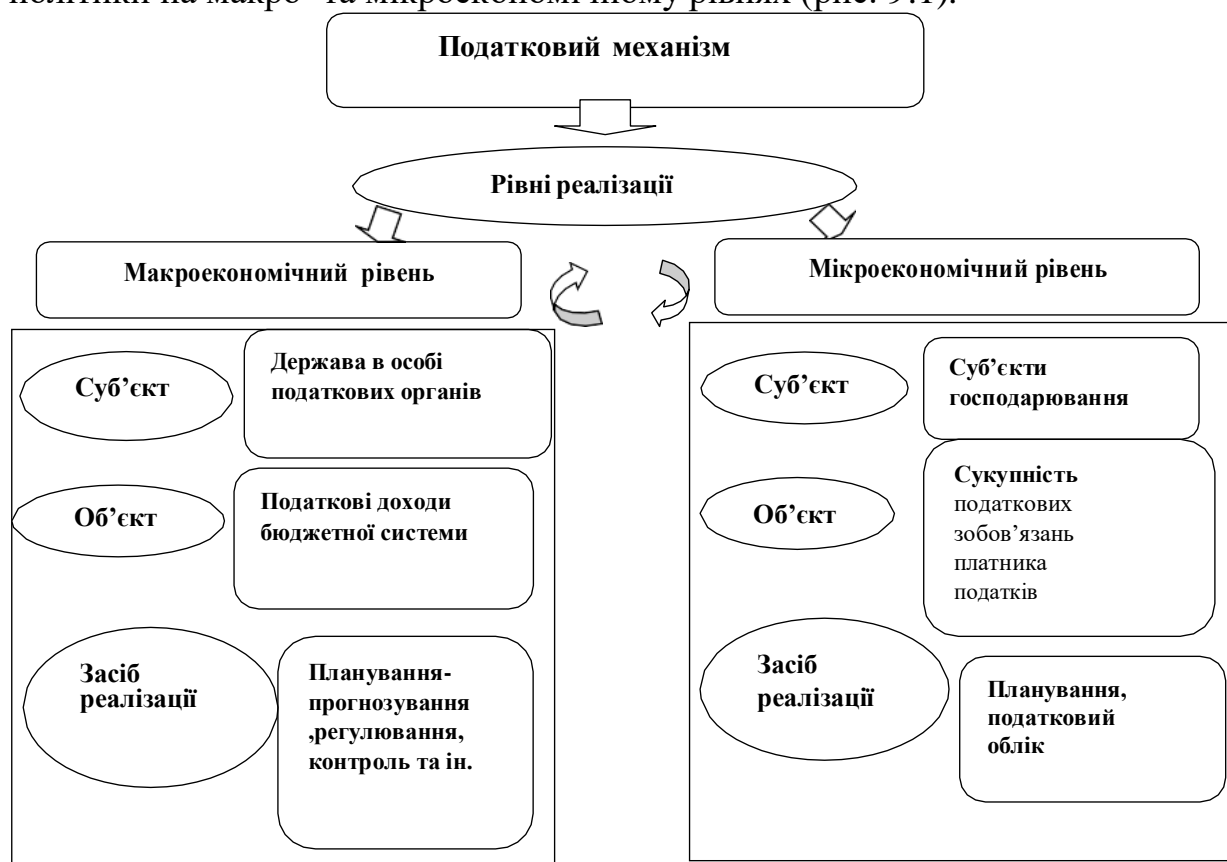 політики на макро- та мікроекономічному рівнях (рис. 9.1).
Податковий механізм
Рівні реалізації
Макроекономічний рівень
Суб’єкт
Держава в особі
податкових органів
Об’єкт
Податкові доходи
бюджетної системи
Засіб
реалізації
Планування-
прогнозування
,регулювання,
контроль та ін.
Мікроекономічний рівень
Суб’єкт
Суб’єкти
господарювання
Об’єкт
Сукупність
податкових
зобов’язань
платника
податків
Засіб
реалізації
Планування,
податковий
облік